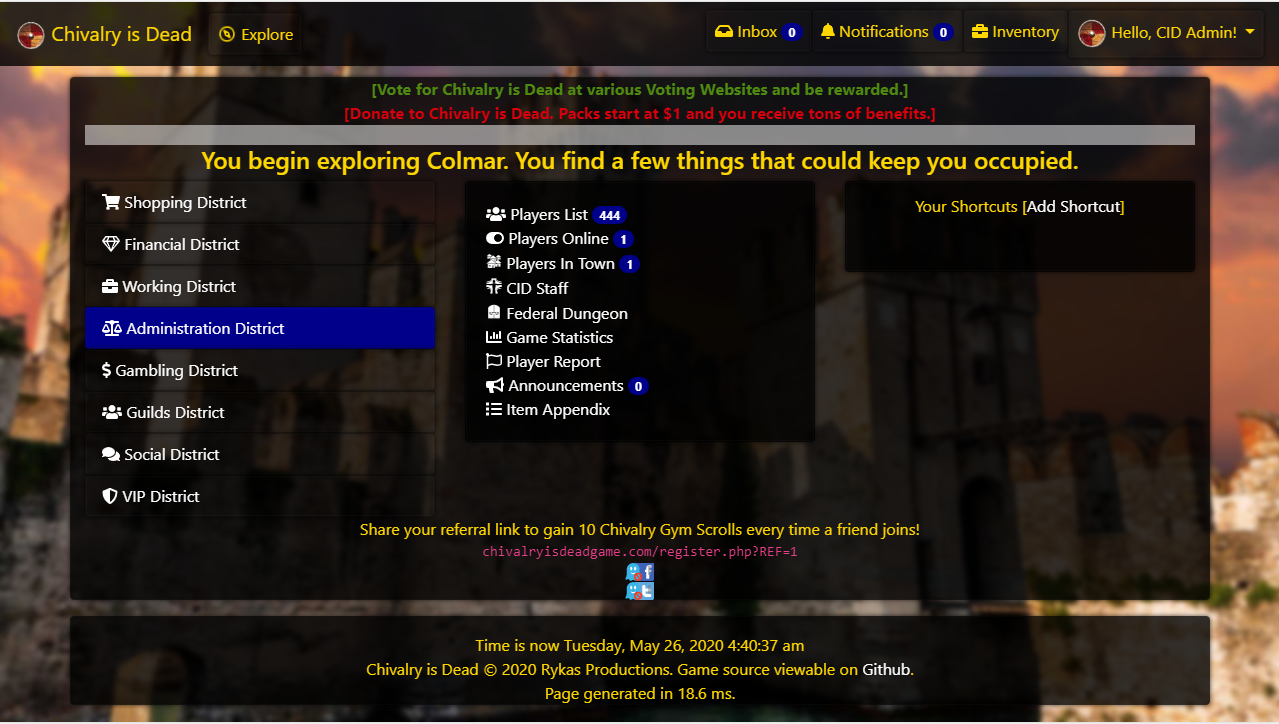 Chivalry is Dead
Explore
Inbox 0
Notifications 0
Inventory
Hello, CID Admin!
[Vote for Chivalry is Dead at various Voting Websites and be rewarded.]
[Donate to Chivalry is Dead. Packs start at $1 and you receive tons of benefits.]
You begin exploring Colmar. You find a few things that could keep you occupied.
Shopping District
Financial District
Working District
Administration District
Gambling District
Guilds District
Social District
VIP District
Players List 444
Players Online 1
Players In Town 1
CID Staff
Federal Dungeon
Game Statistics
Player Report
Announcements 0
Item Appendix
Your Shortcuts [Add Shortcut]
Share your referral link to gain 10 Chivalry Gym Scrolls every time a friend joins!
chivalryisdeadgame.com/register.php?REF=1
Time is now Tuesday, May 26, 2020 4:40:37 am
Chivalry is Dead © 2020 Rykas Productions. Game source viewable on Github.
Page generated in 18.6 ms.